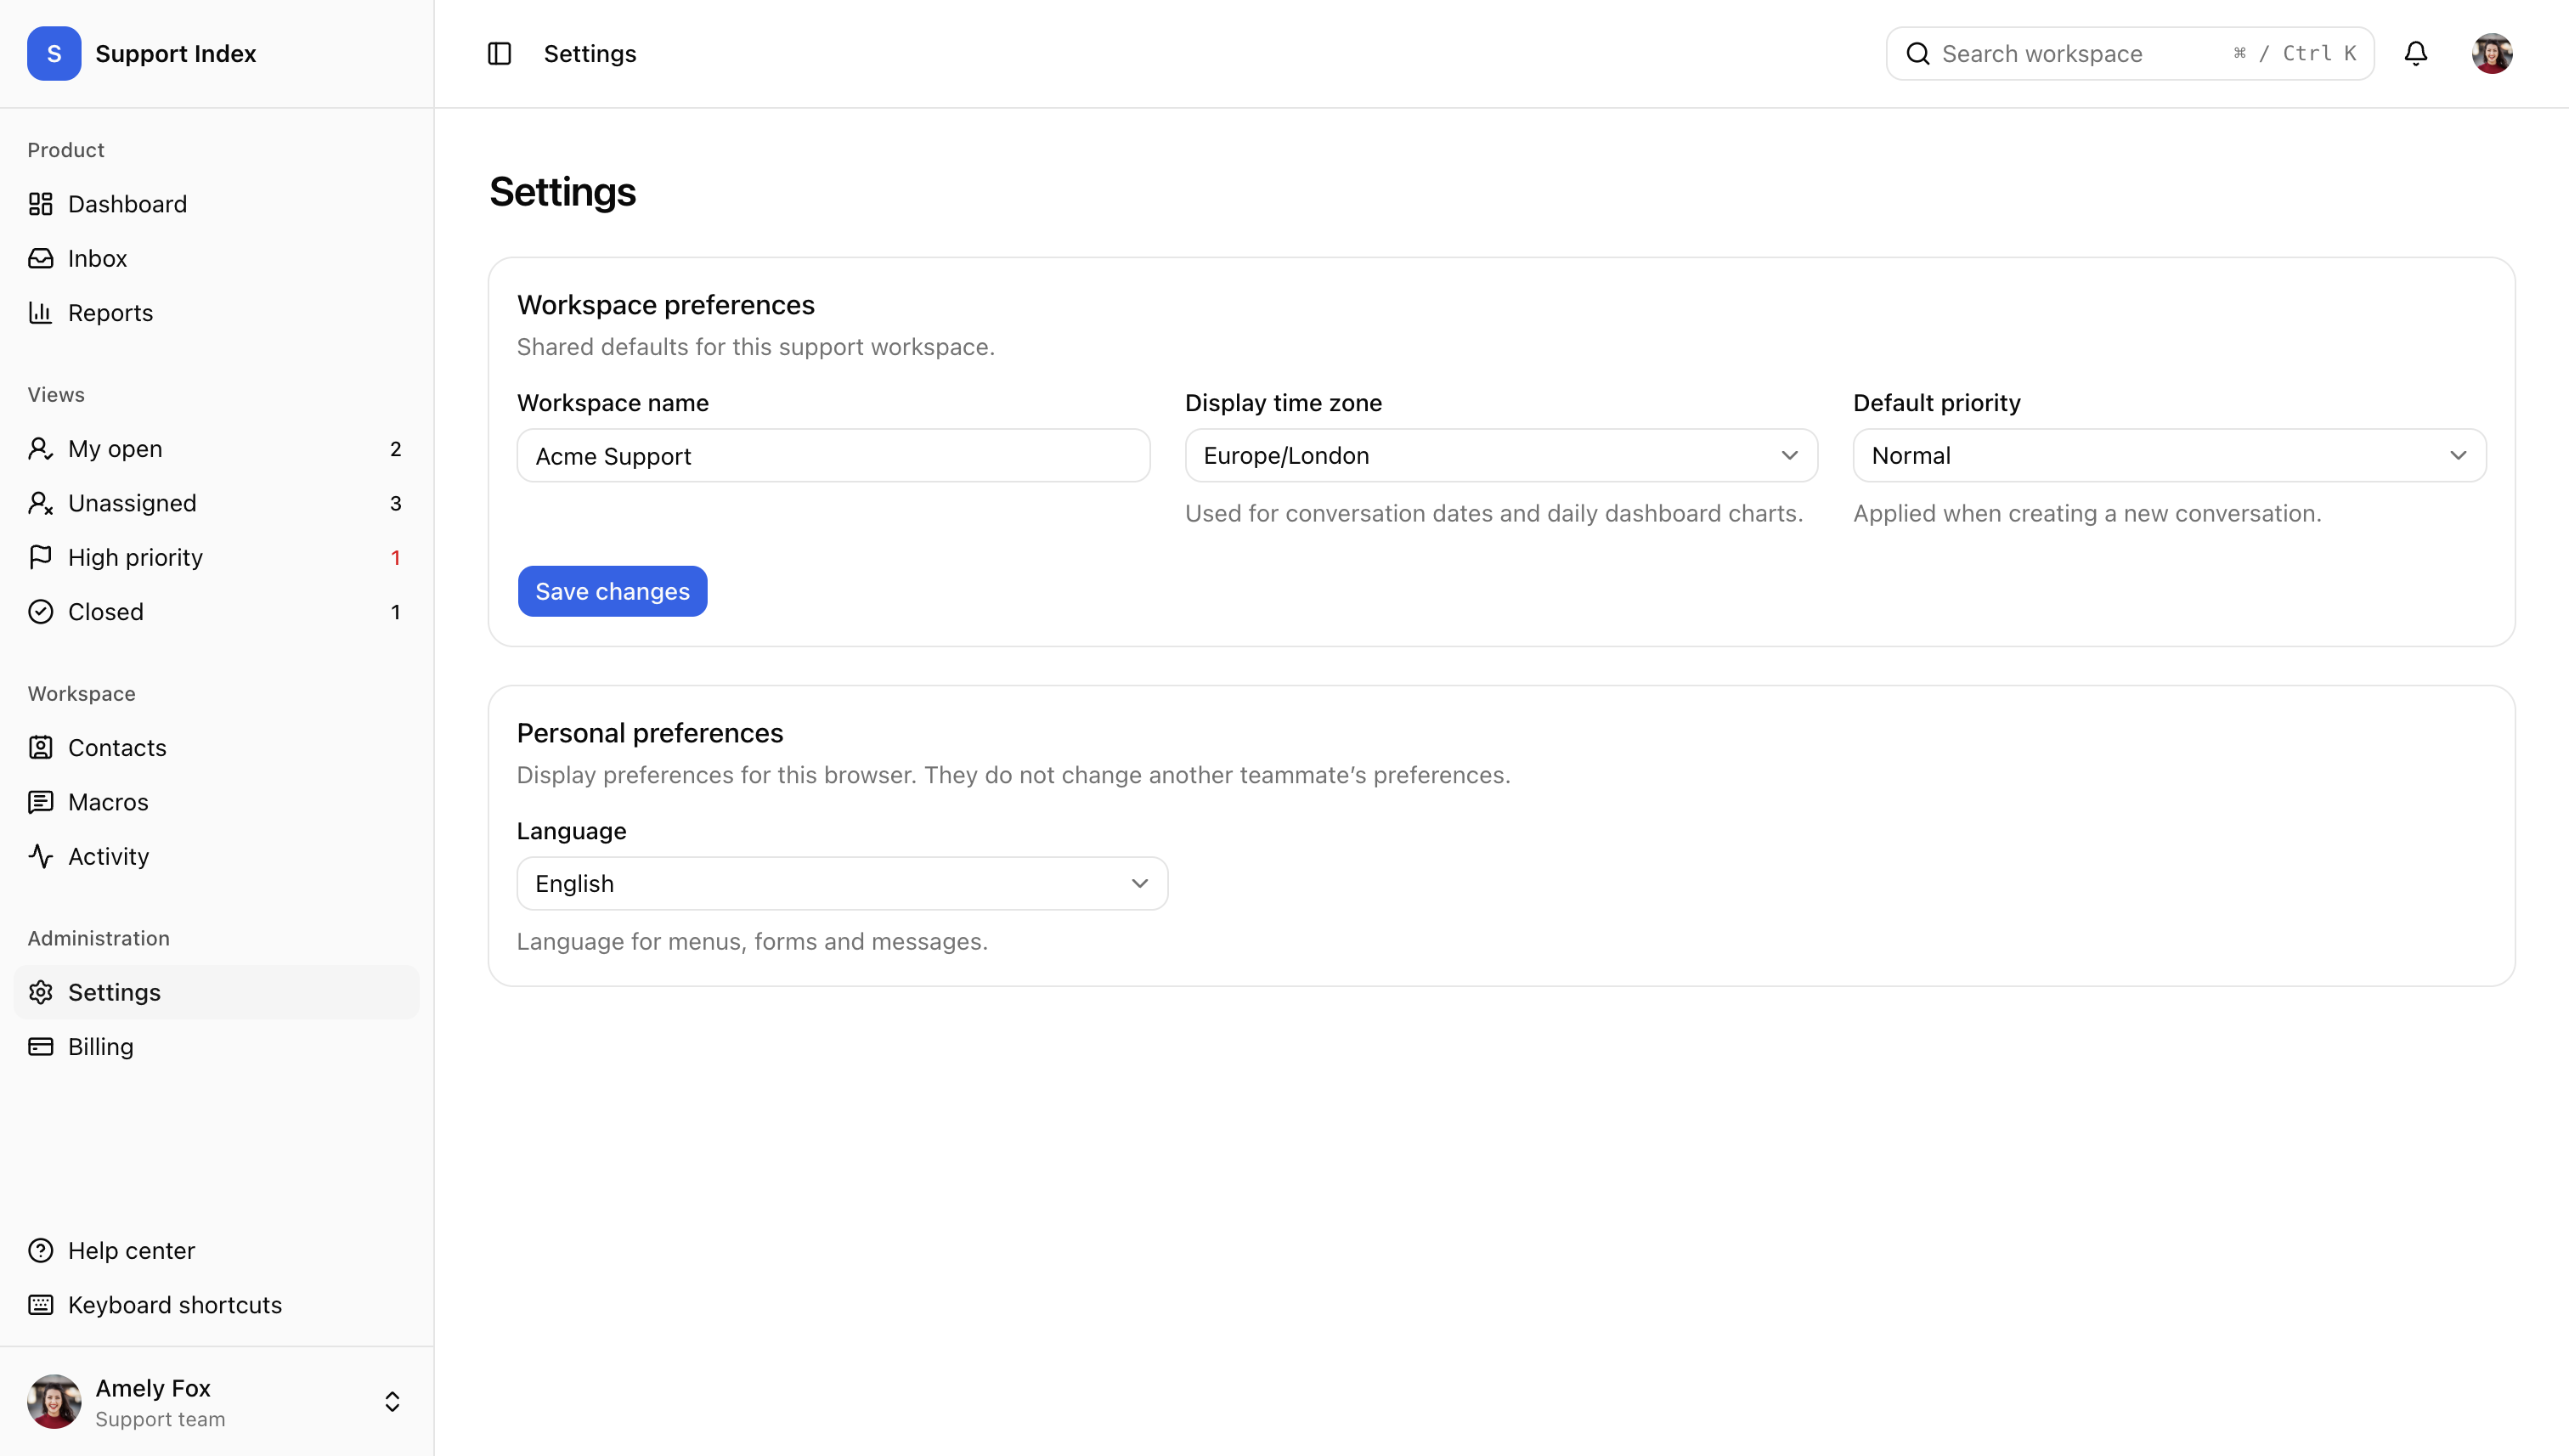 S
Support Index
Product
Dashboard
Inbox
Reports
Views
My open 2
Unassigned 3
High priority 1
Closed 1
Workspace
Contacts
Macros
Activity
Administration
Settings
Billing
Help center
Keyboard shortcuts
Amely Fox
Support team
Settings
Search workspace ⌘ / Ctrl K
Settings
Workspace preferences
Shared defaults for this support workspace.
Workspace name
Acme Support
Display time zone
Europe/London
Used for conversation dates and daily dashboard charts.
Default priority
Normal
Applied when creating a new conversation.
Save changes
Personal preferences
Display preferences for this browser. They do not change another teammate’s preferences.
Language
English
Language for menus, forms and messages.